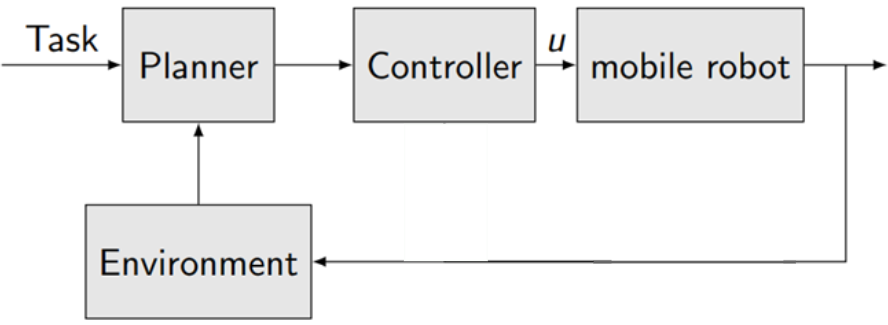 Task
Planner
Controller
u
mobile robot
Environment